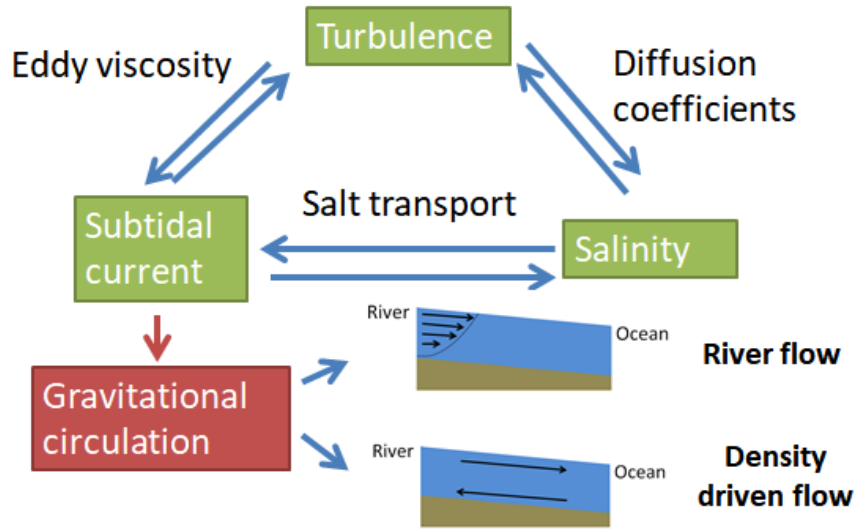 Turbulence
Eddy viscosity
Diffusion
coefficients
Salt transport
Subtidal
current
Salinity
River
Ocean
River flow
Gravitational
circulation
River
Ocean
Density
driven flow